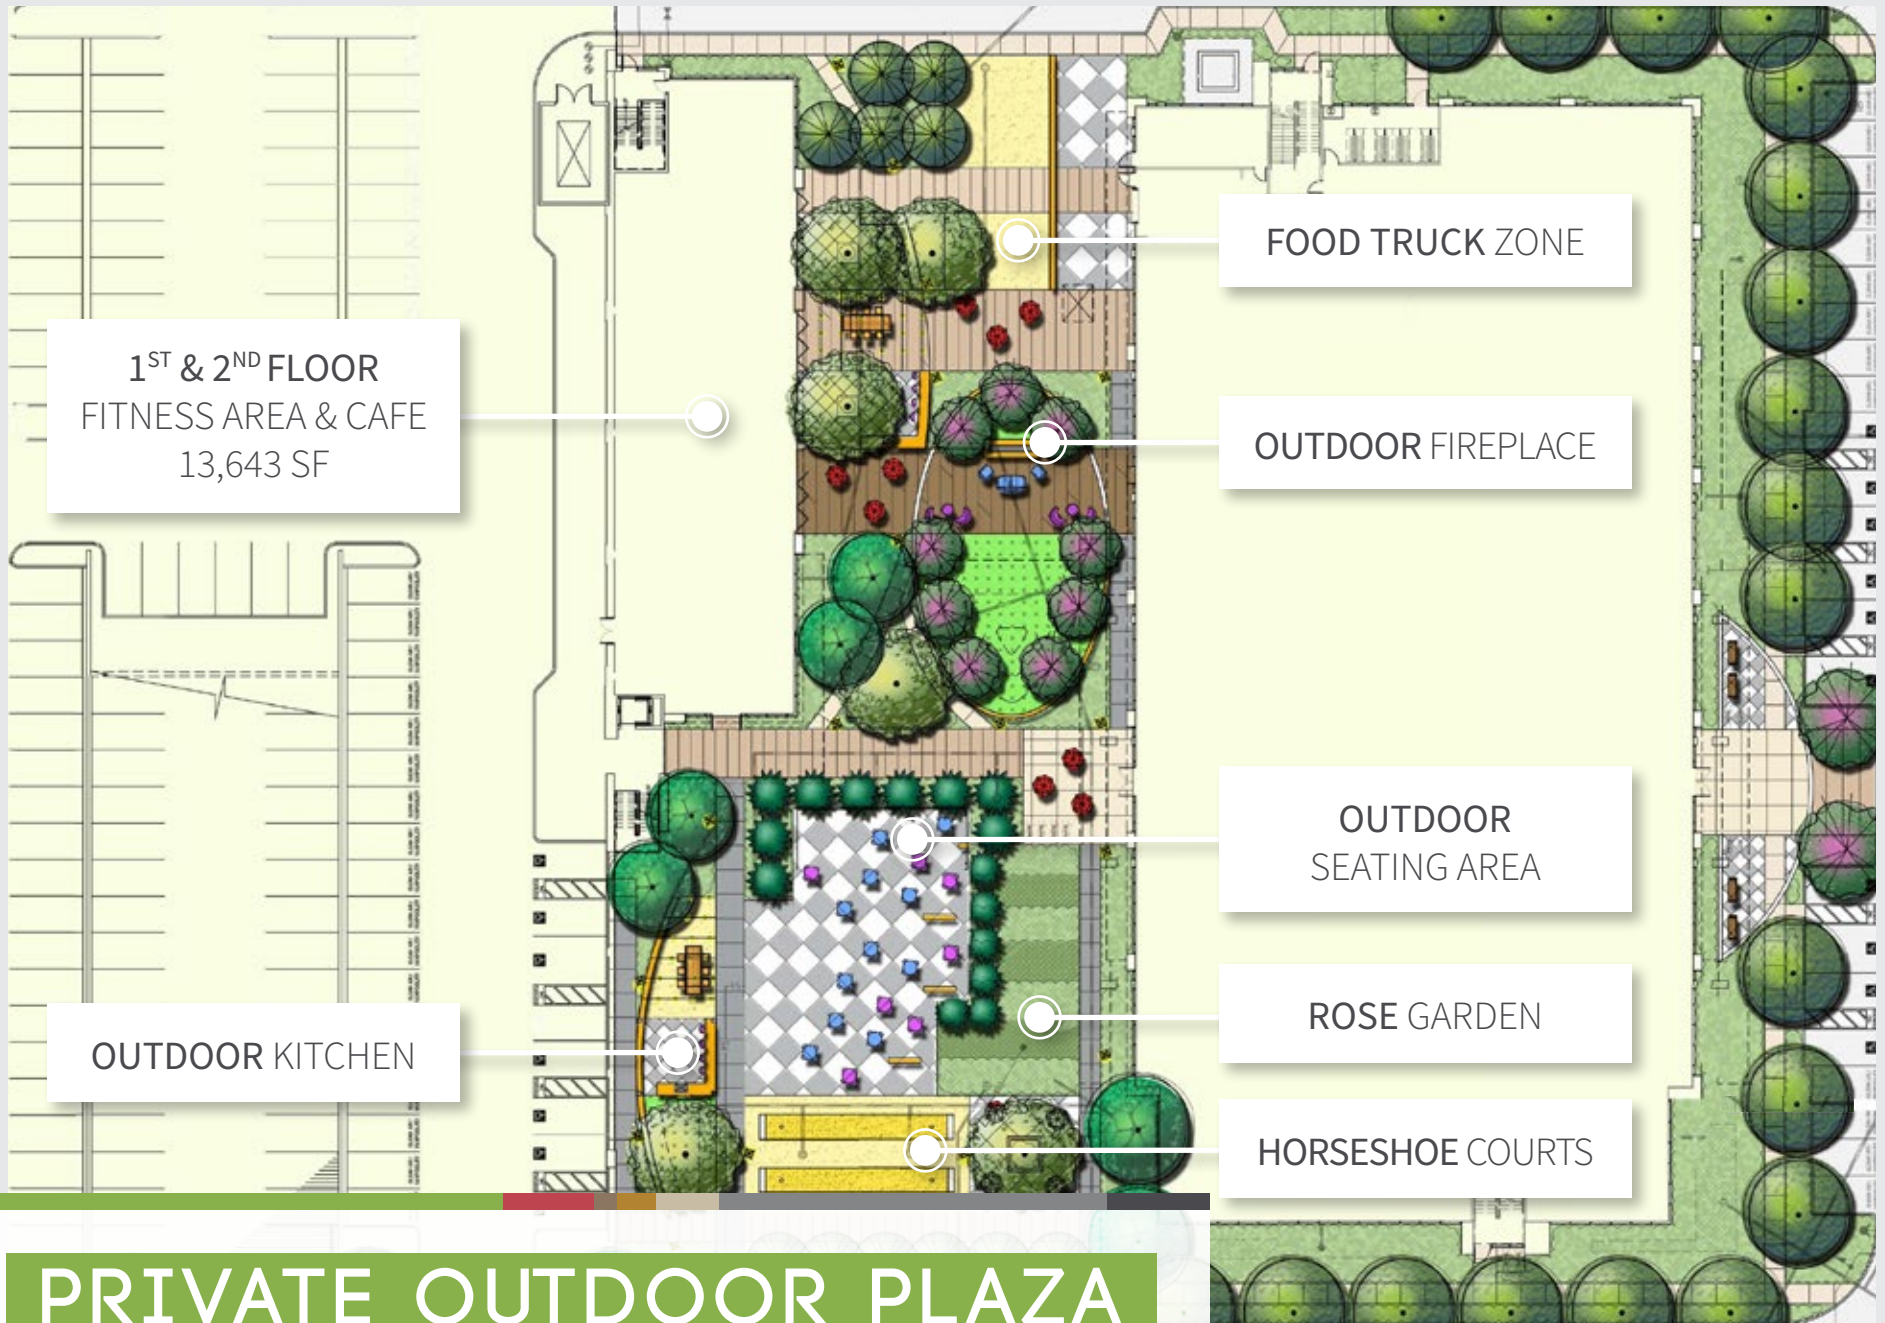 FOOD TRUCK ZONE
1ST & 2ND FLOOR
FITNESS AREA & CAFE
13,643 SF
OUTDOOR FIREPLACE
OUTDOOR
SEATING AREA
ROSE GARDEN
OUTDOOR KITCHEN
HORSESHOE COURTS
PRIVATE OUTDOOR PLAZA